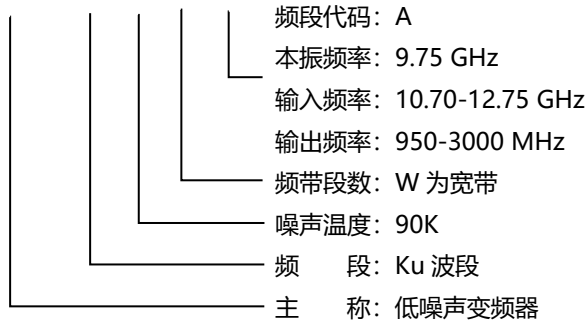 频段代码：A
本振频率：9.75 GHz
输入频率：10.70-12.75 GHz
输出频率：950-3000 MHz
频带段数：W 为宽带
噪声温度：90K
频 段：Ku 波段
主 称：低噪声变频器